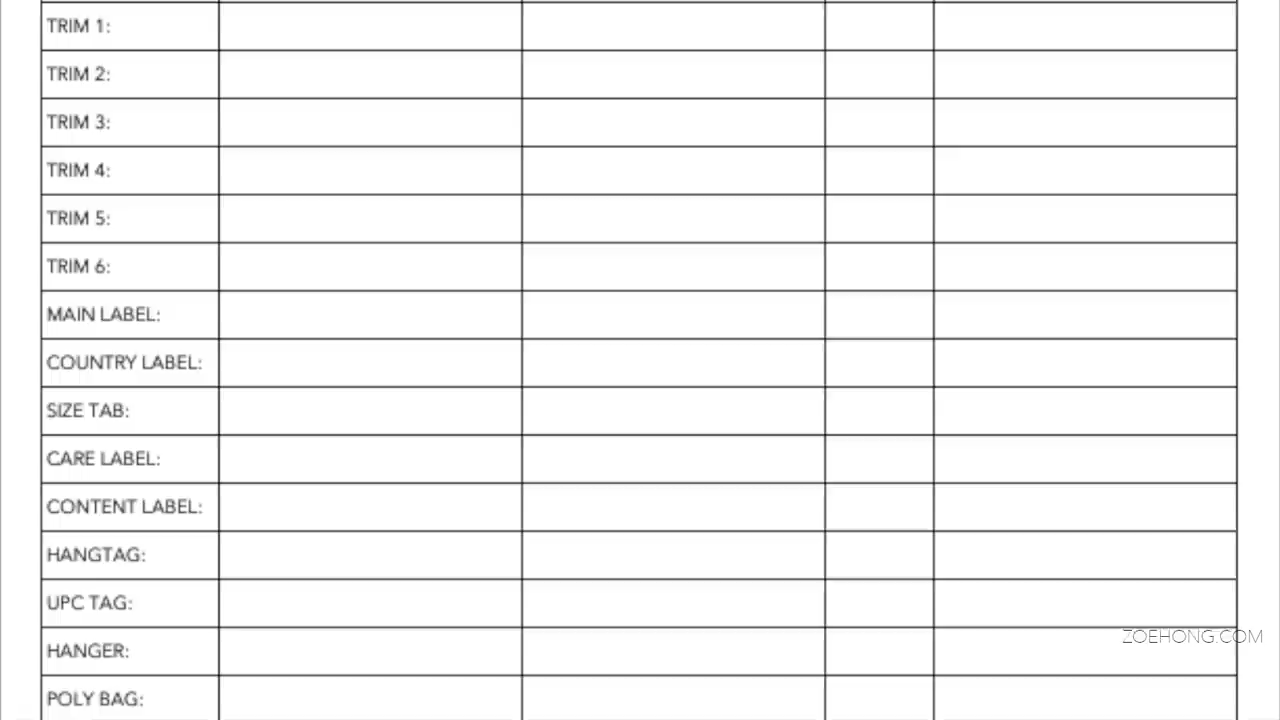 TRIM 1:
TRIM 2:
TRIM 3:
TRIM 4:
TRIM 5:
TRIM 6:
MAIN LABEL:
COUNTRY LABEL:
SIZE TAB:
CARE LABEL:
CONTENT LABEL:
HANGTAG:
UPC TAG:
ZOEHONG.COM
HANGER:
POLY BAG: